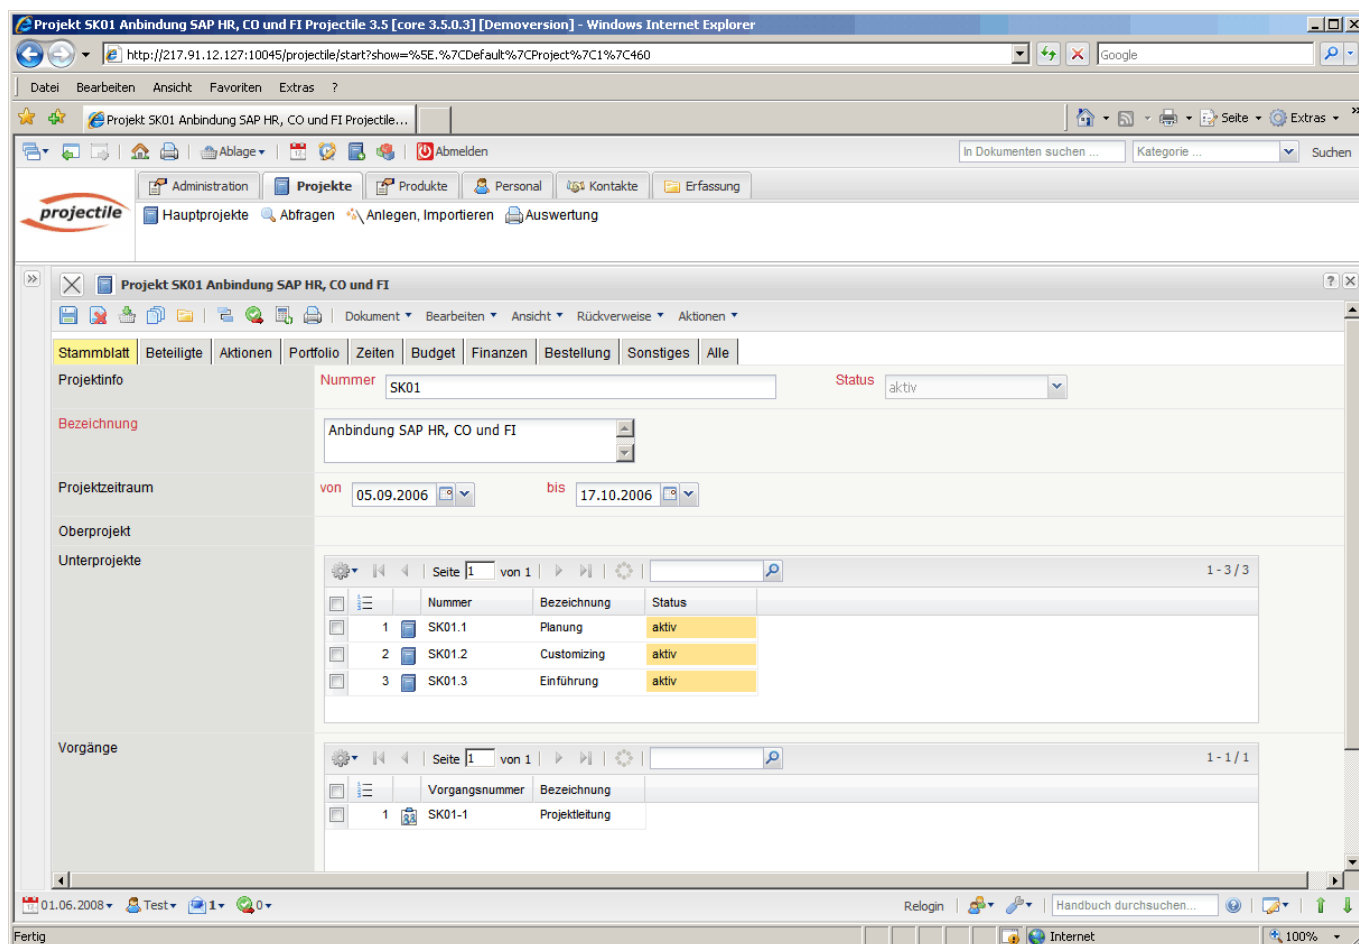 Projekt SK01 Anbindung SAP HR, CO und FI Projectile 3.5 [core 3.5.0.3] [Demoversion] - Windows Internet Explorer
http://217.91.12.127:10045/projectile/start?show=%5E.%7CDefault%7CProject%7C1%7C460 Google
Datei Bearbeiten Ansicht Favoriten Extras ?
Projekt SK01 Anbindung SAP HR, CO und FI Projectile... Seite Extras
Ablage Abmelden In Dokumenten suchen ... Kategorie ... Suchen
Administration Projekte Produkte Personal Kontakte Erfassung
projectile Hauptprojekte Abfragen Anlegen, Importieren Auswertung
Projekt SK01 Anbindung SAP HR, CO und FI
Dokument Bearbeiten Ansicht Rückverweise Aktionen
Stammblatt Beteiligte Aktionen Portfolio Zeiten Budget Finanzen Bestellung Sonstiges Alle
Projektinfo Nummer SK01 Status aktiv
Bezeichnung Anbindung SAP HR, CO und FI
Projektzeitraum von 05.09.2006 bis 17.10.2006
Oberprojekt
Unterprojekte Seite 1 von 1 1 - 3 / 3
Nummer Bezeichnung Status
1 SK01.1 Planung aktiv
2 SK01.2 Customizing aktiv
3 SK01.3 Einführung aktiv
Vorgänge Seite 1 von 1 1 - 1 / 1
Vorgangsnummer Bezeichnung
1 SK01-1 Projektleitung
01.06.2008 Test 1 0 Relogin Handbuch durchsuchen...
Fertig Internet 100%